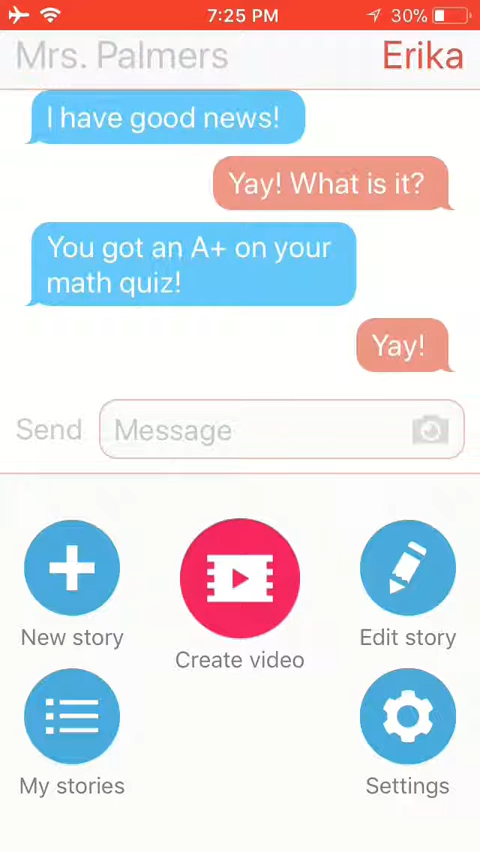 7:25 PM
30%
Mrs. Palmers
Erika
I have good news!
Yay! What is it?
You got an A+ on your
math quiz!
Yay!
Send
Message
New story
Create video
Edit story
My stories
Settings